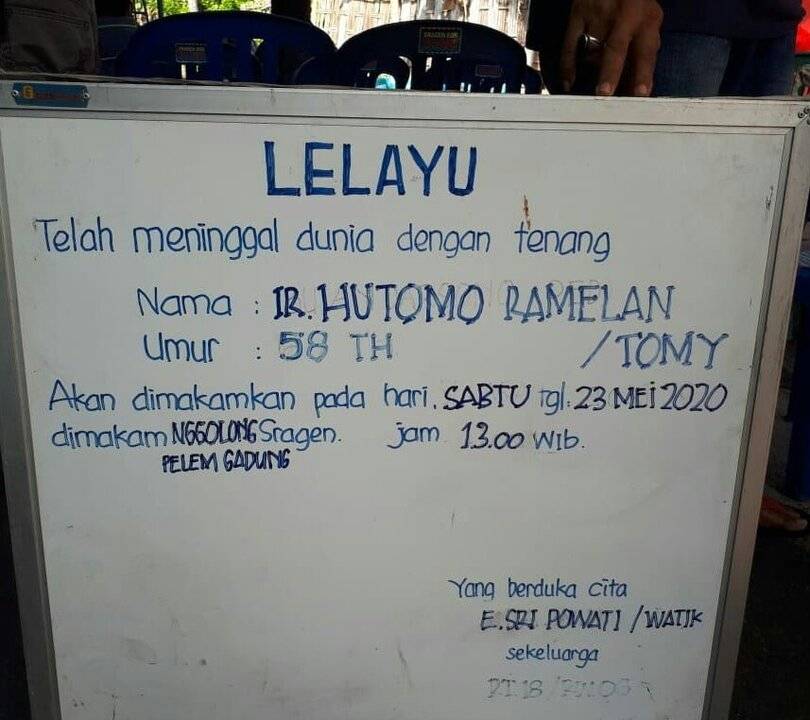 LELAYU
Telah meninggal dunia dengan tenang
Nama : IR. HUTOMO RAMELAN
Umur : 58 TH /TOMY
Akan dimakamkan pada hari. SABTU tgl: 23 MEi 2020
dimakam NGGOLONG Sragen. jam 13.00 WIb.
PELEM GADUNG
Yang berduka cita
E. SRI POWATI / WATIK
sekeluarga
RT 18 /